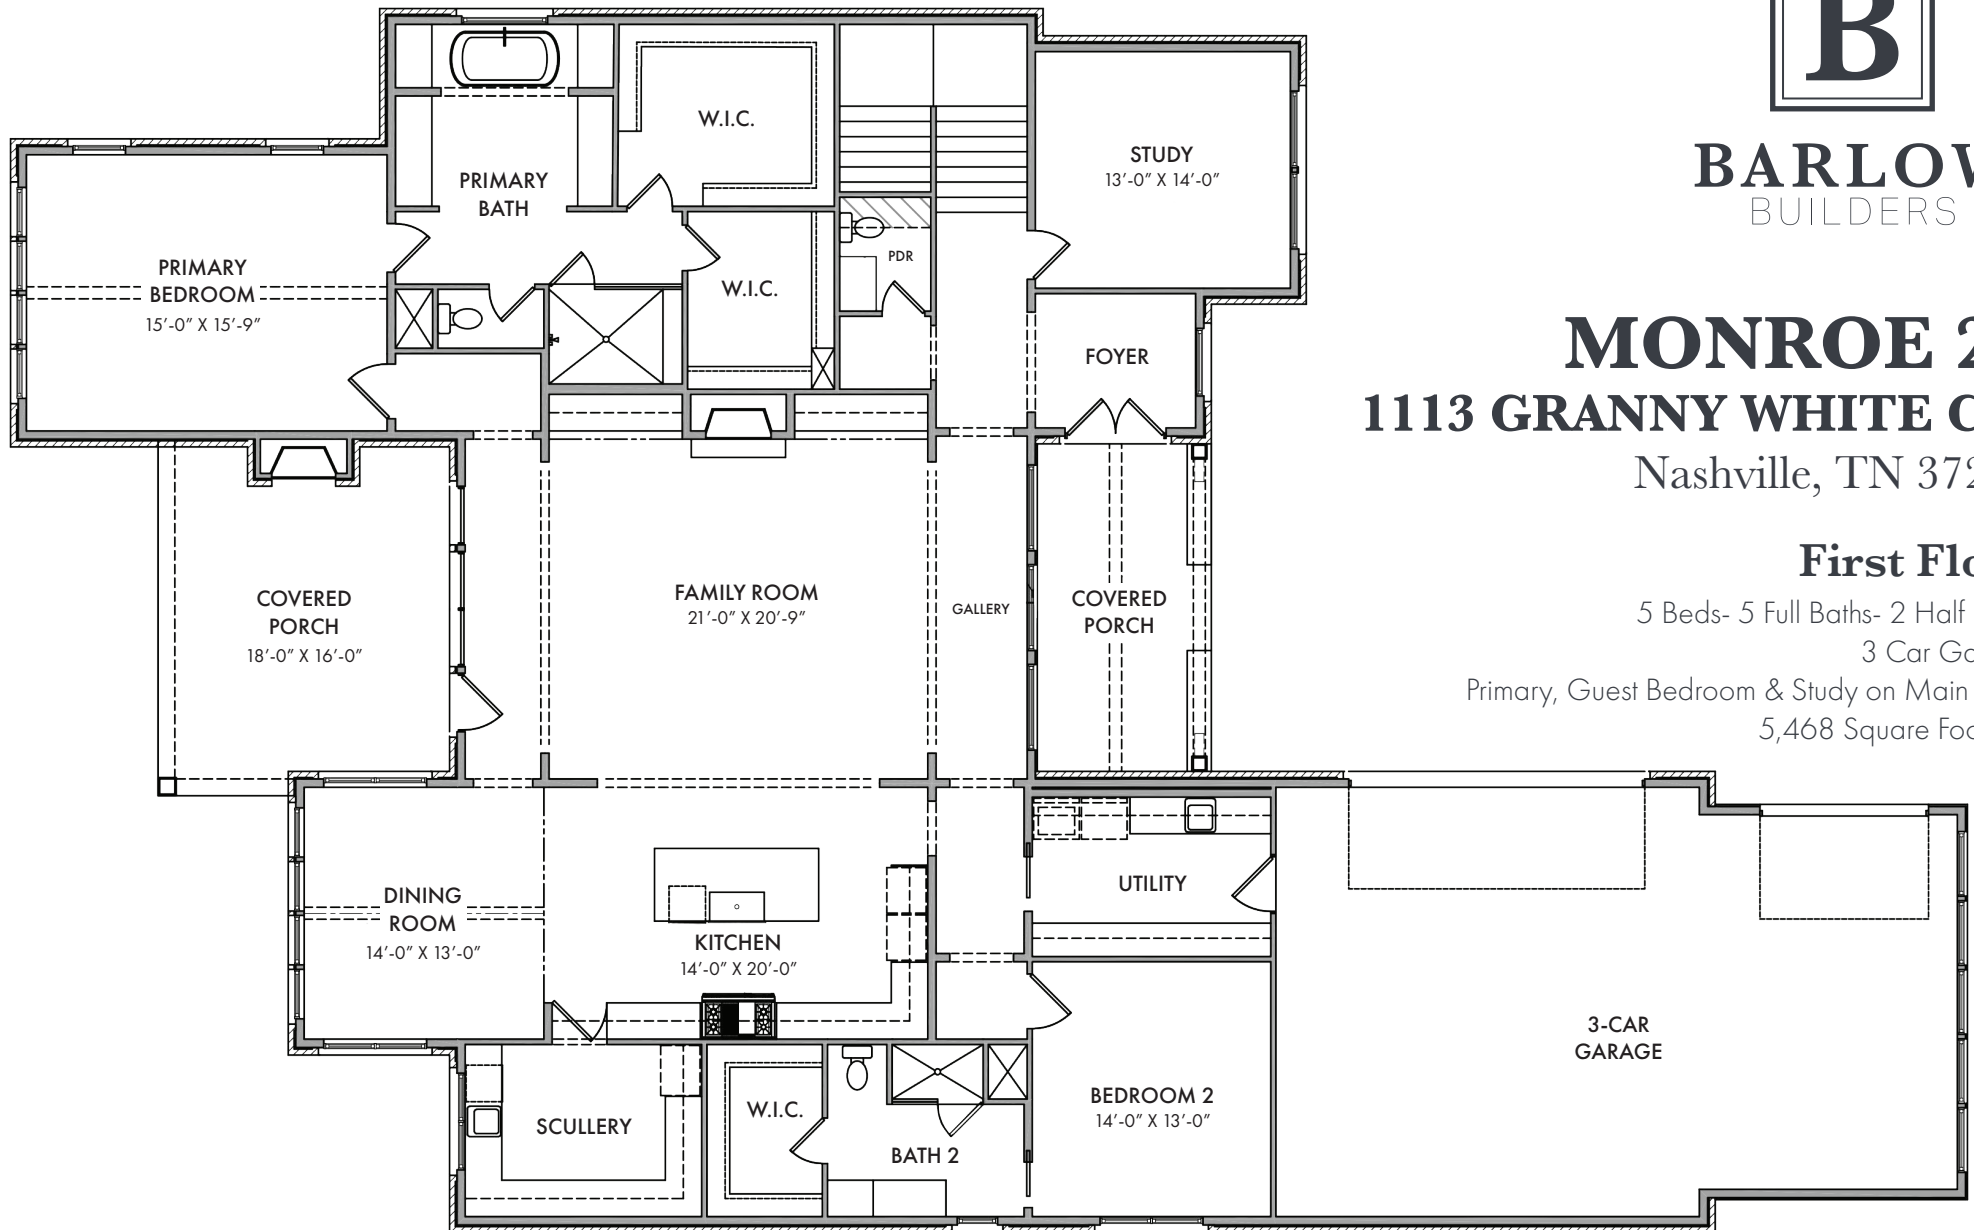 B
BARLOW
BUILDERS
MONROE 2
1113 GRANNY WHITE
Nashville, TN 372
First Flo
5 Beds- 5 Full Baths- 2 Half
3 Car Ga
Primary, Guest Bedroom & Study on Main
5,468 Square Foo
W.I.C.
STUDY
13'-0" X 14'-0"
PRIMARY
BATH
PRIMARY
BEDROOM
15'-0" X 15'-9"
W.I.C.
PDR
FOYER
COVERED
PORCH
18'-0" X 16'-0"
FAMILY ROOM
21'-0" X 20'-9"
GALLERY
COVERED
PORCH
DINING
ROOM
14'-0" X 13'-0"
KITCHEN
14'-0" X 20'-0"
UTILITY
3-CAR
GARAGE
SCULLERY
W.I.C.
BATH 2
BEDROOM 2
14'-0" X 13'-0"